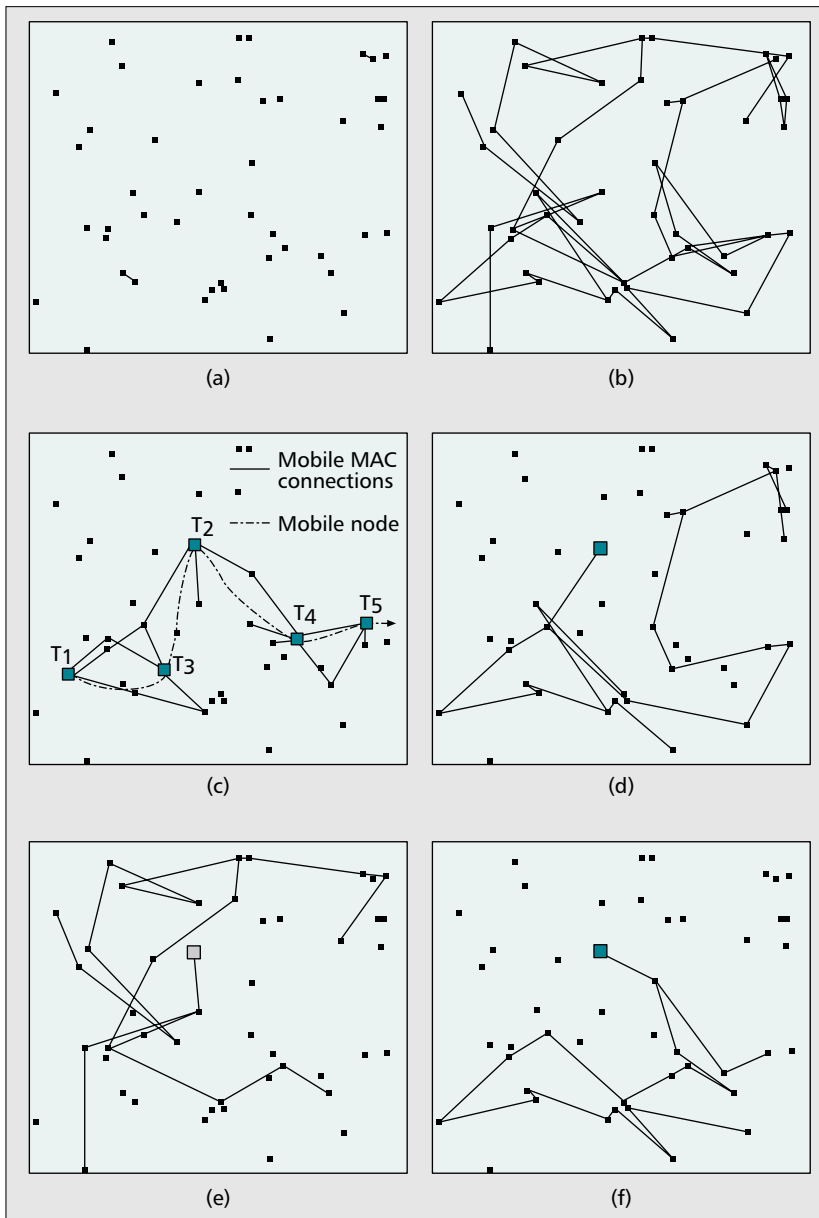 (a)
(b)
Mobile MAC
connections
Mobile node
T2
T4
T5
T1
T3
(c)
(d)
(e)
(f)